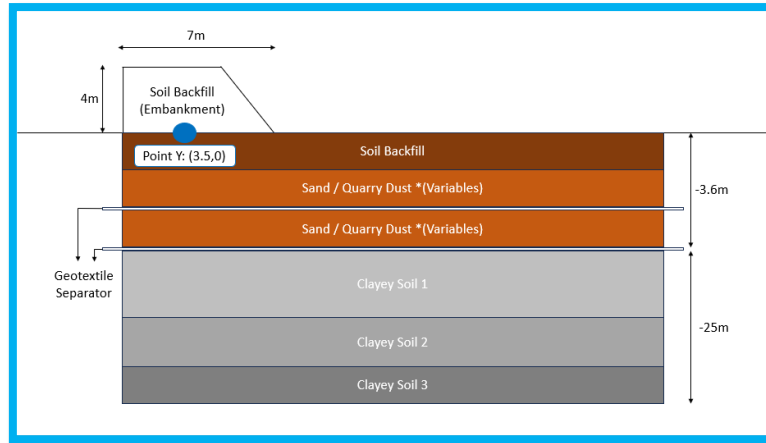 7m
4m
Soil Backfill
(Embankment)
Point Y: (3.5,0)
Soil Backfill
Sand / Quarry Dust *(Variables)
-3.6m
Sand / Quarry Dust *(Variables)
Geotextile
Separator
Clayey Soil 1
-25m
Clayey Soil 2
Clayey Soil 3